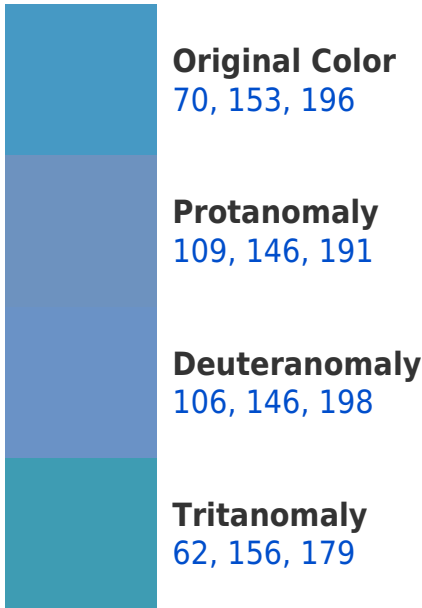 Original Color
70, 153, 196
Protanomaly
109, 146, 191
Deuteranomaly
106, 146, 198
Tritanomaly
62, 156, 179